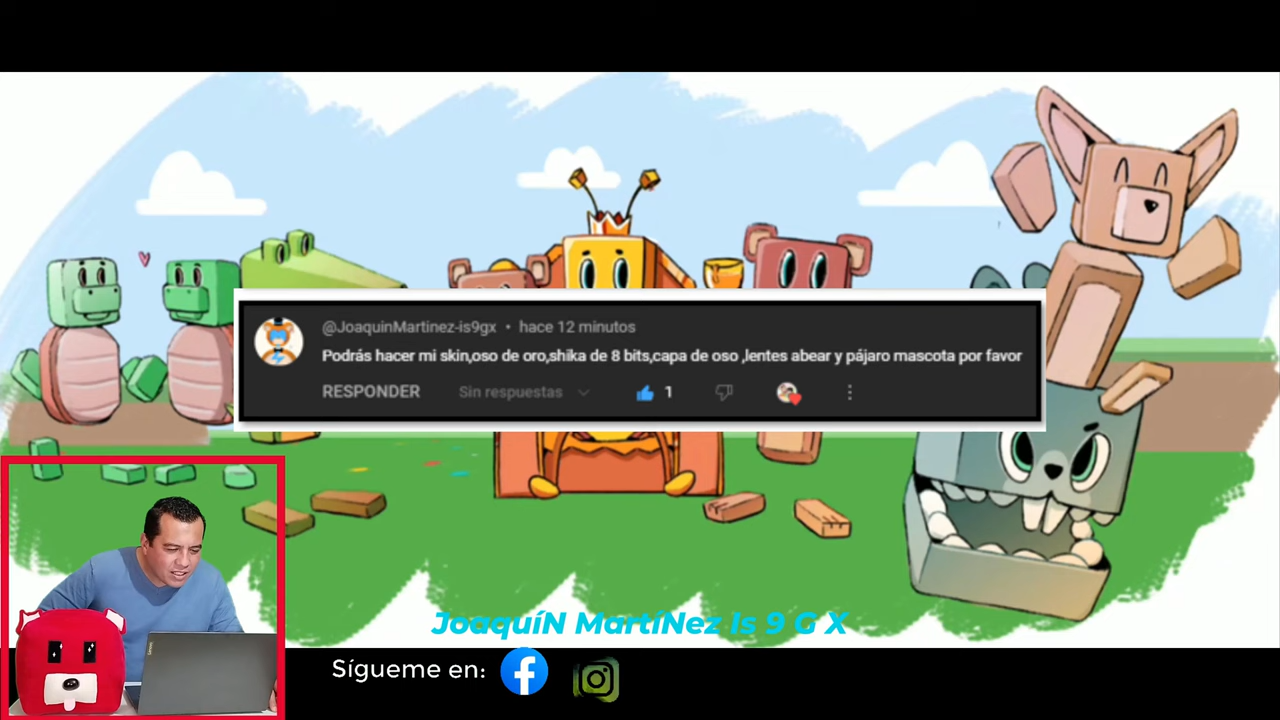 @JoaquinMartinez-is9gx • hace 12 minutos
Podrás hacer mi skin,oso de oro,shika de 8 bits,capa de oso ,lentes abear y pájaro mascota por favor
RESPONDER Sin respuestas 1
JoaquíN MartíNez Is 9 G X
Sígueme en: